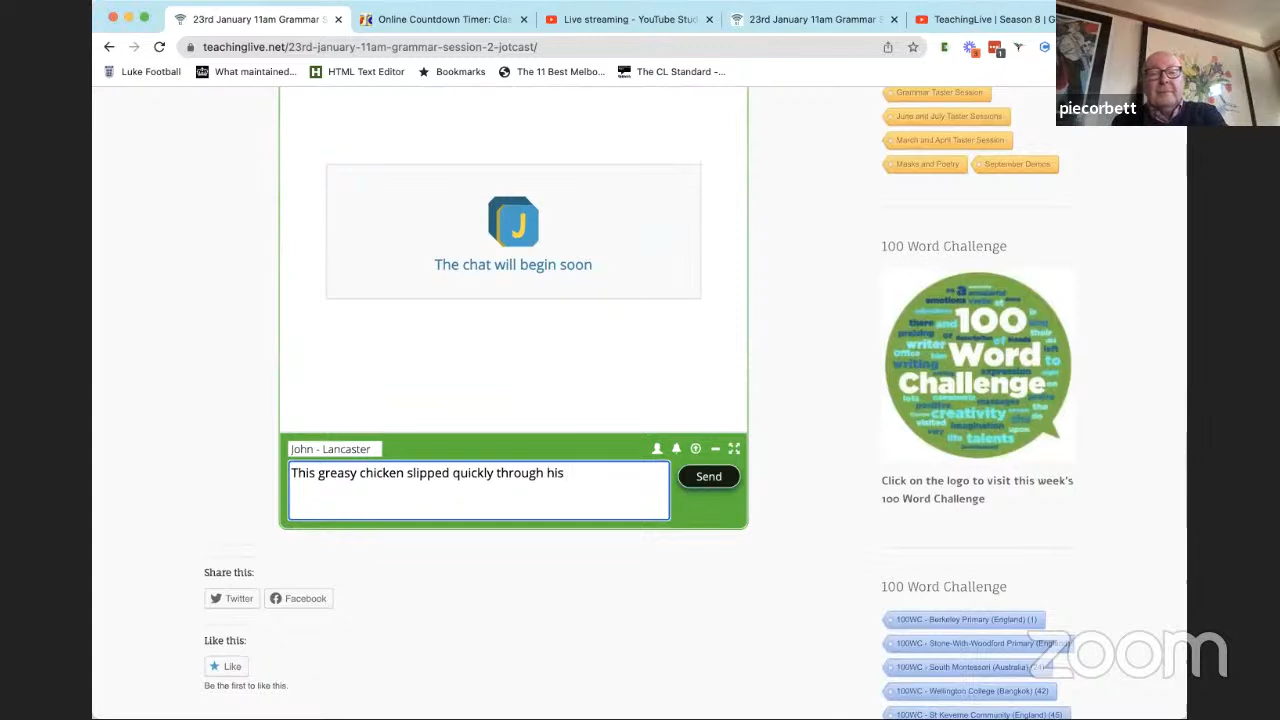 23rd January 11am Grammar S
Online Countdown Timer: Clas
Live streaming - YouTube Stud
23rd January 11am Grammar S
TeachingLive | Season 8 | G
teachinglive.net/23rd-january-11am-grammar-session-2-jotcast/
Luke Football
What maintained...
HTML Text Editor
Bookmarks
The 11 Best Melbo...
The CL Standard -...
piecorbett
Grammar Taster Session
June and July Taster Sessions
March and April Taster Session
Masks and Poetry
September Demos
J
The chat will begin soon
100 Word Challenge
100
Word
Challenge
writer
writing
creativity
talents
Click on the logo to visit this week's
100 Word Challenge
John - Lancaster
This greasy chicken slipped quickly through his
Send
Share this:
Twitter
Facebook
Like this:
Like
Be the first to like this.
100 Word Challenge
100WC - Berkeley Primary (England) (1)
100WC - Stone-With-Woodford Primary (England)
100WC - South Montessori (Australia)
100WC - Wellington College (Bangkok) (42)
100WC - St Keverne Community (England) (45)
zoom